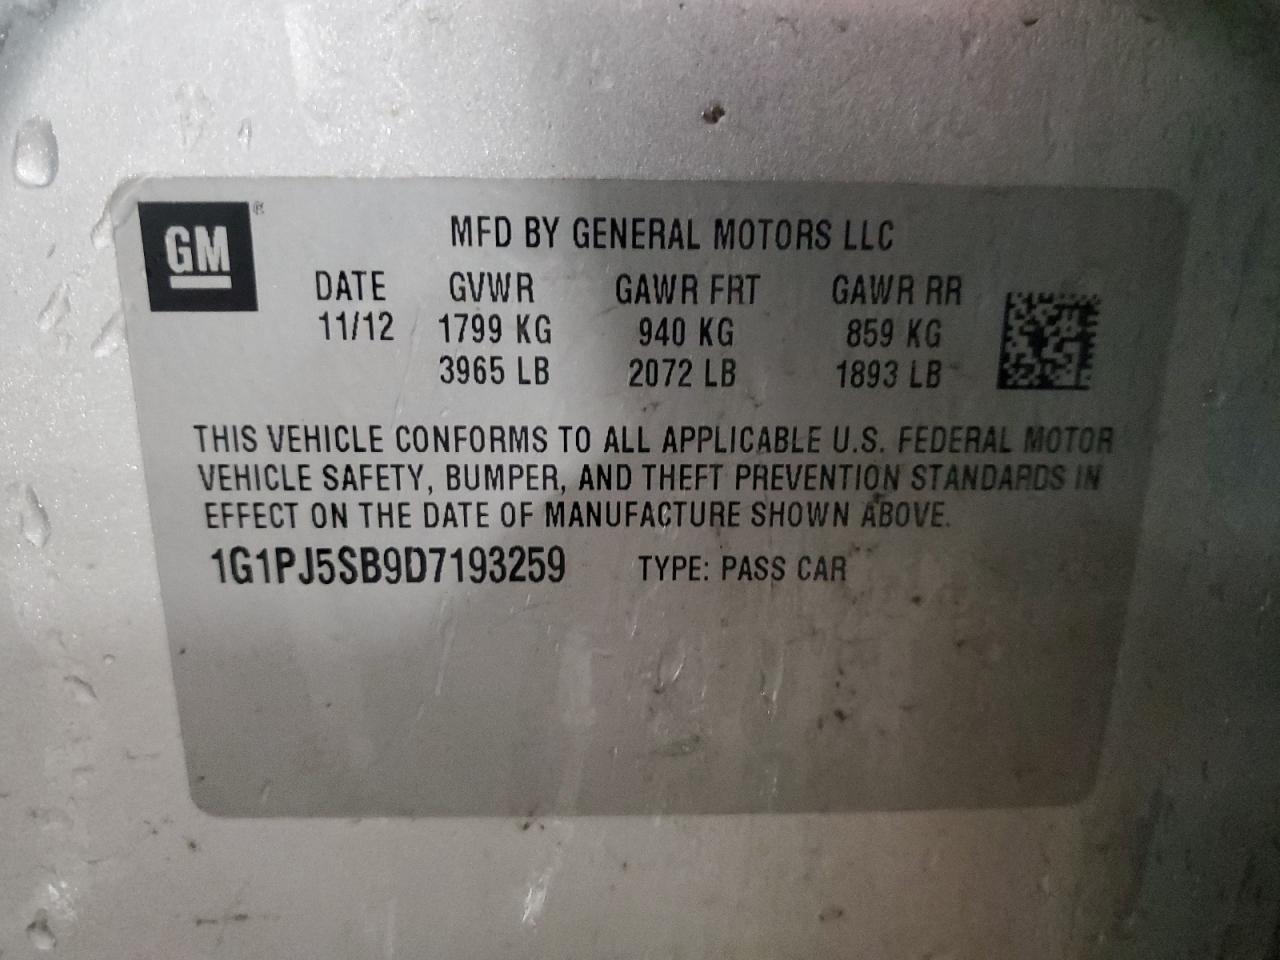 GM ®
MFD BY GENERAL MOTORS LLC
DATE GVWR GAWR FRT GAWR RR
11/12 1799 KG 940 KG 859 KG
3965 LB 2072 LB 1893 LB
THIS VEHICLE CONFORMS TO ALL APPLICABLE U.S. FEDERAL MOTOR
VEHICLE SAFETY, BUMPER, AND THEFT PREVENTION STANDARDS IN
EFFECT ON THE DATE OF MANUFACTURE SHOWN ABOVE.
1G1PJ5SB9D7193259 TYPE: PASS CAR